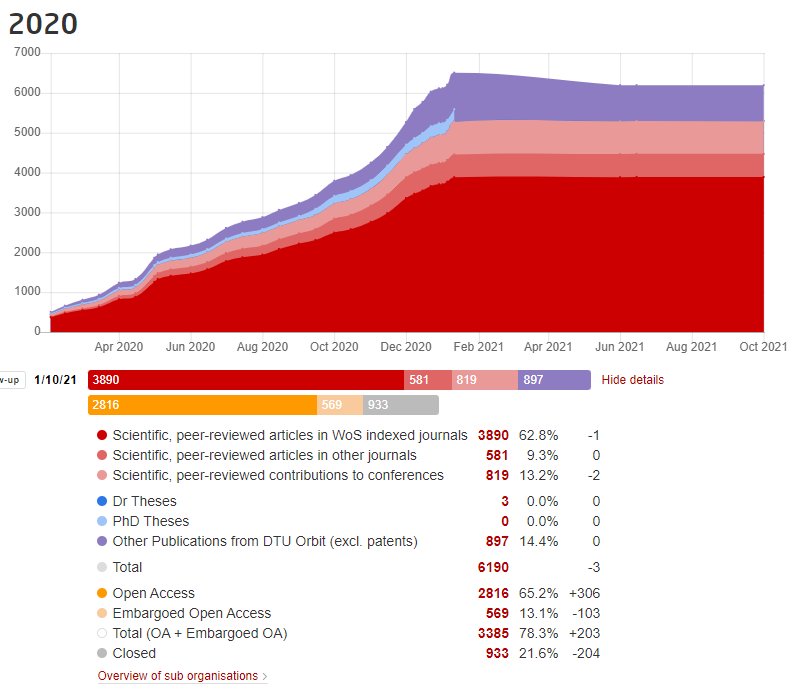 2020
7000
6000
5000
4000
3000
2000
1000
0
Apr 2020 Jun 2020 Aug 2020 Oct 2020 Dec 2020 Feb 2021 Apr 2021 Jun 2021 Aug 2021 Oct 2021
w-up 1/10/21 3890 581 819 897 Hide details
2816 569 933
Scientific, peer-reviewed articles in WoS indexed journals 3890 62.8% -1
Scientific, peer-reviewed articles in other journals 581 9.3% 0
Scientific, peer-reviewed contributions to conferences 819 13.2% -2
Dr Theses 3 0.0% 0
PhD Theses 0 0.0% 0
Other Publications from DTU Orbit (excl. patents) 897 14.4% 0
Total 6190 -3
Open Access 2816 65.2% +306
Embargoed Open Access 569 13.1% -103
Total (OA + Embargoed OA) 3385 78.3% +203
Closed 933 21.6% -204
Overview of sub organisations >